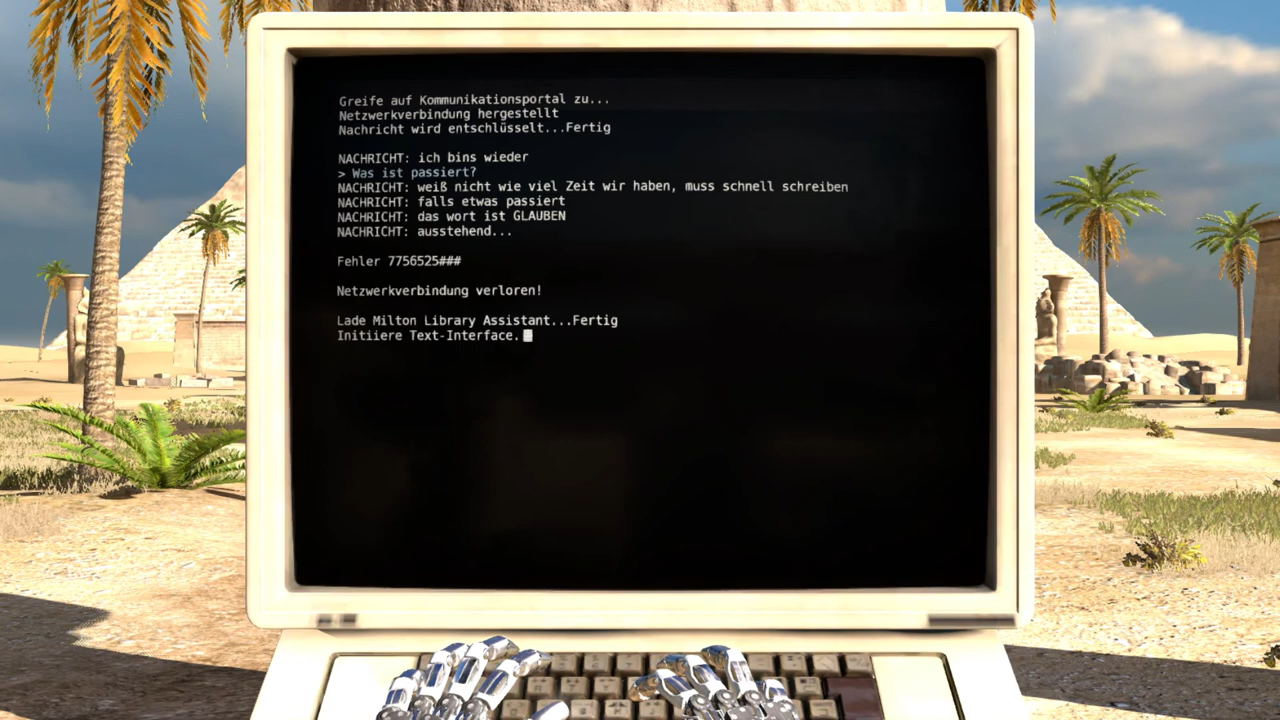 Greife auf Kommunikationsportal zu...
Netzwerkverbindung hergestellt
Nachricht wird entschlüsselt...Fertig
NACHRICHT: ich bins wieder
> Was ist passiert?
NACHRICHT: weiß nicht wie viel Zeit wir haben, muss schnell schreiben
NACHRICHT: falls etwas passiert
NACHRICHT: das wort ist GLAUBEN
NACHRICHT: ausstehend...
Fehler 7756525###
Netzwerkverbindung verloren!
Lade Milton Library Assistant...Fertig
Initiiere Text-Interface.